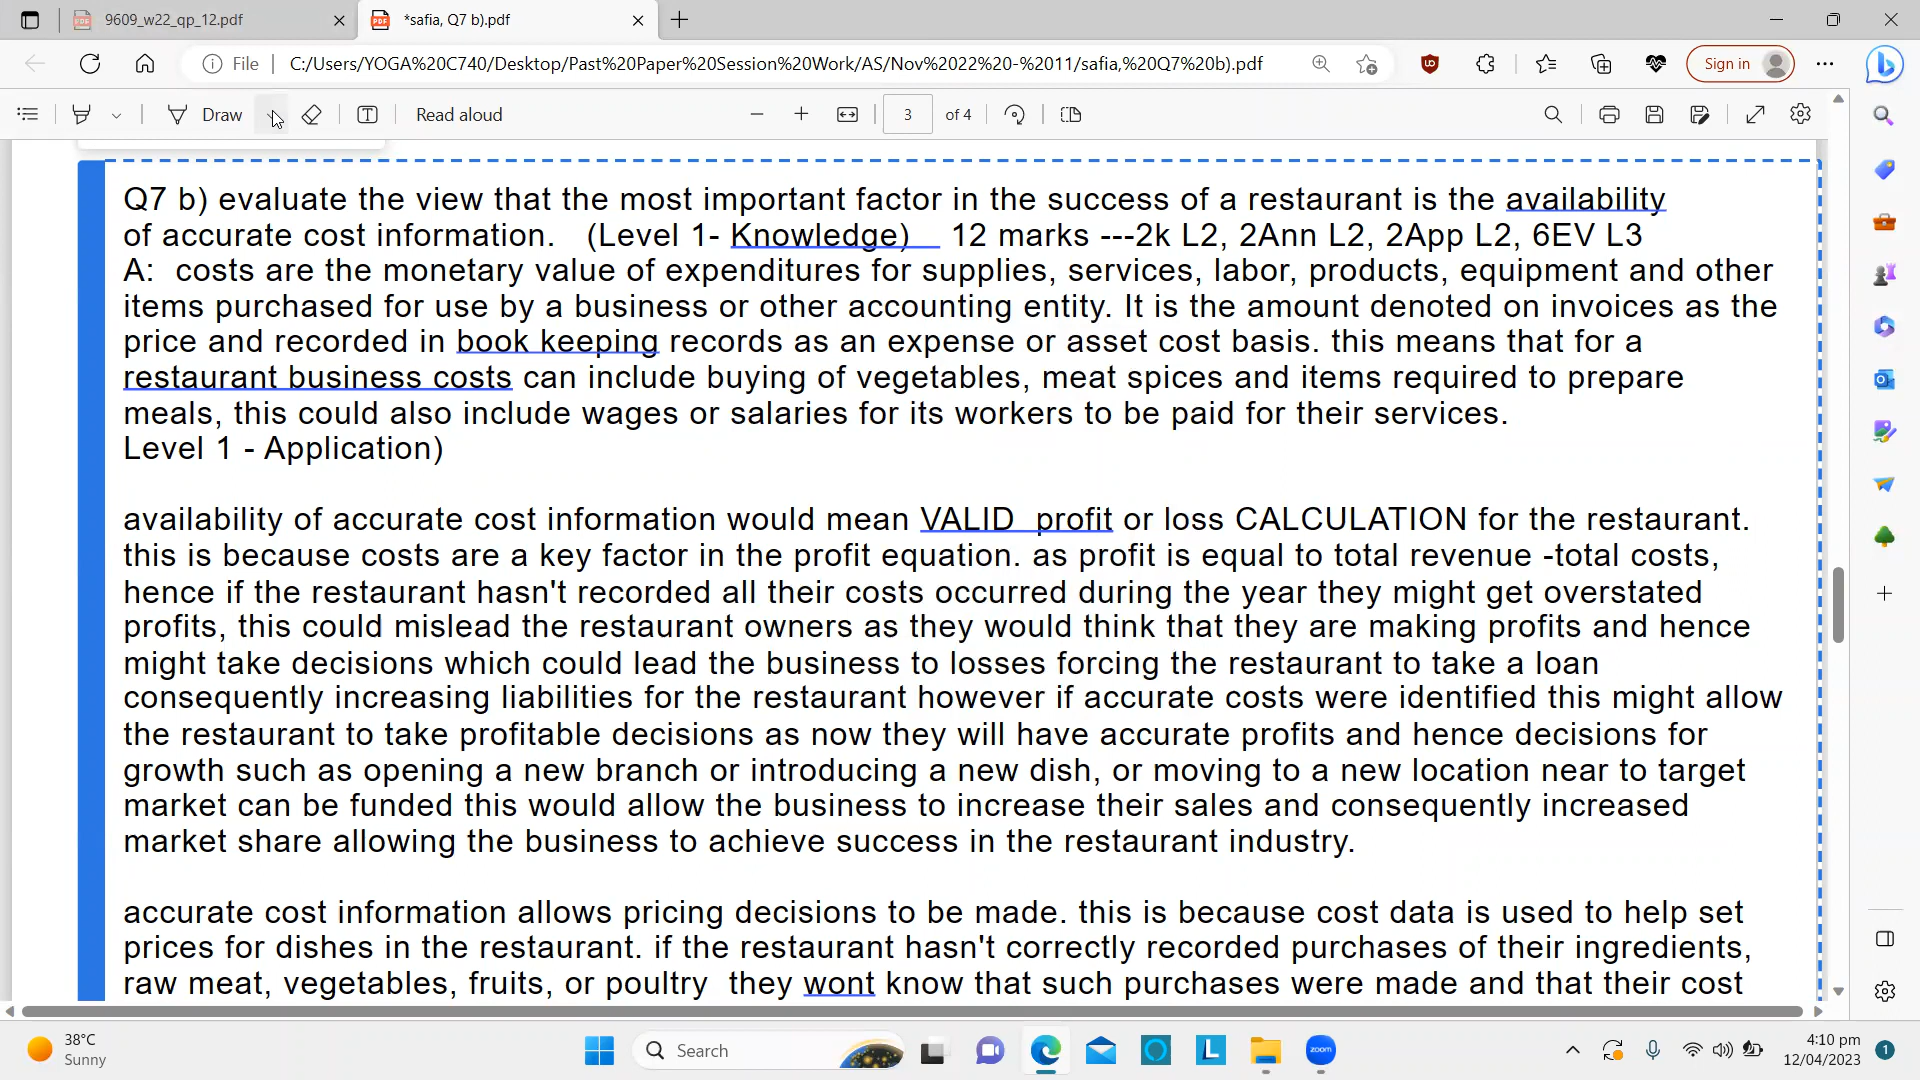 9609_w22_qp_12.pdf
*safia, Q7 b).pdf
File
C:/Users/YOGA%20C740/Desktop/Past%20Paper%20Session%20Work/AS/Nov%2022%20-%2011/safia,%20Q7%20b).pdf
Sign in
Draw
Read aloud
3 of 4
Q7 b) evaluate the view that the most important factor in the success of a restaurant is the availability
of accurate cost information. (Level 1- Knowledge) 12 marks ---2k L2, 2Ann L2, 2App L2, 6EV L3
A: costs are the monetary value of expenditures for supplies, services, labor, products, equipment and other
items purchased for use by a business or other accounting entity. It is the amount denoted on invoices as the
price and recorded in book keeping records as an expense or asset cost basis. this means that for a
restaurant business costs can include buying of vegetables, meat spices and items required to prepare
meals, this could also include wages or salaries for its workers to be paid for their services.
Level 1 - Application)
availability of accurate cost information would mean VALID profit or loss CALCULATION for the restaurant.
this is because costs are a key factor in the profit equation. as profit is equal to total revenue -total costs,
hence if the restaurant hasn't recorded all their costs occurred during the year they might get overstated
profits, this could mislead the restaurant owners as they would think that they are making profits and hence
might take decisions which could lead the business to losses forcing the restaurant to take a loan
consequently increasing liabilities for the restaurant however if accurate costs were identified this might allow
the restaurant to take profitable decisions as now they will have accurate profits and hence decisions for
growth such as opening a new branch or introducing a new dish, or moving to a new location near to target
market can be funded this would allow the business to increase their sales and consequently increased
market share allowing the business to achieve success in the restaurant industry.
accurate cost information allows pricing decisions to be made. this is because cost data is used to help set
prices for dishes in the restaurant. if the restaurant hasn't correctly recorded purchases of their ingredients,
raw meat, vegetables, fruits, or poultry they wont know that such purchases were made and that their cost
38°C
Sunny
Search
zoom
4:10 pm
12/04/2023
1